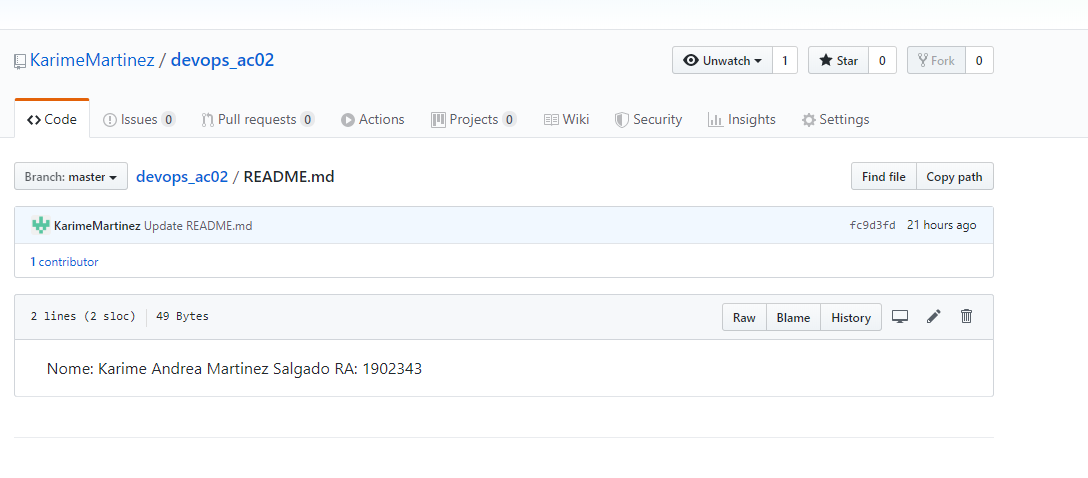 KarimeMartinez / devops_ac02
Unwatch 1 Star 0 Fork 0
Code Issues 0 Pull requests 0 Actions Projects 0 Wiki Security Insights Settings
Branch: master devops_ac02 / README.md Find file Copy path
KarimeMartinez Update README.md fc9d3fd 21 hours ago
1 contributor
2 lines (2 sloc) 49 Bytes Raw Blame History
Nome: Karime Andrea Martinez Salgado RA: 1902343